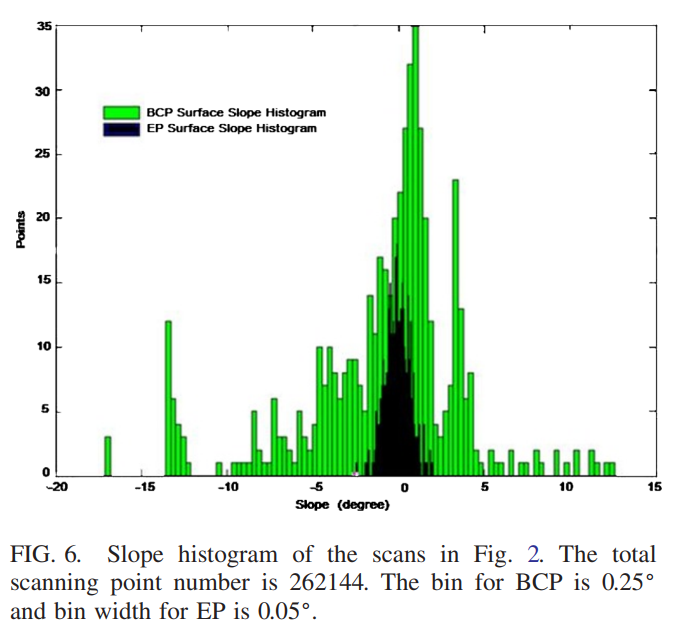 35
30
25
20
15
10
5
0
Points
BCP Surface Slope Histogram
EP Surface Slope Histogram
-20 -15 -10 -5 0 5 10 15
Slope (degree)
FIG. 6. Slope histogram of the scans in Fig. 2. The total
scanning point number is 262144. The bin for BCP is 0.25°
and bin width for EP is 0.05°.